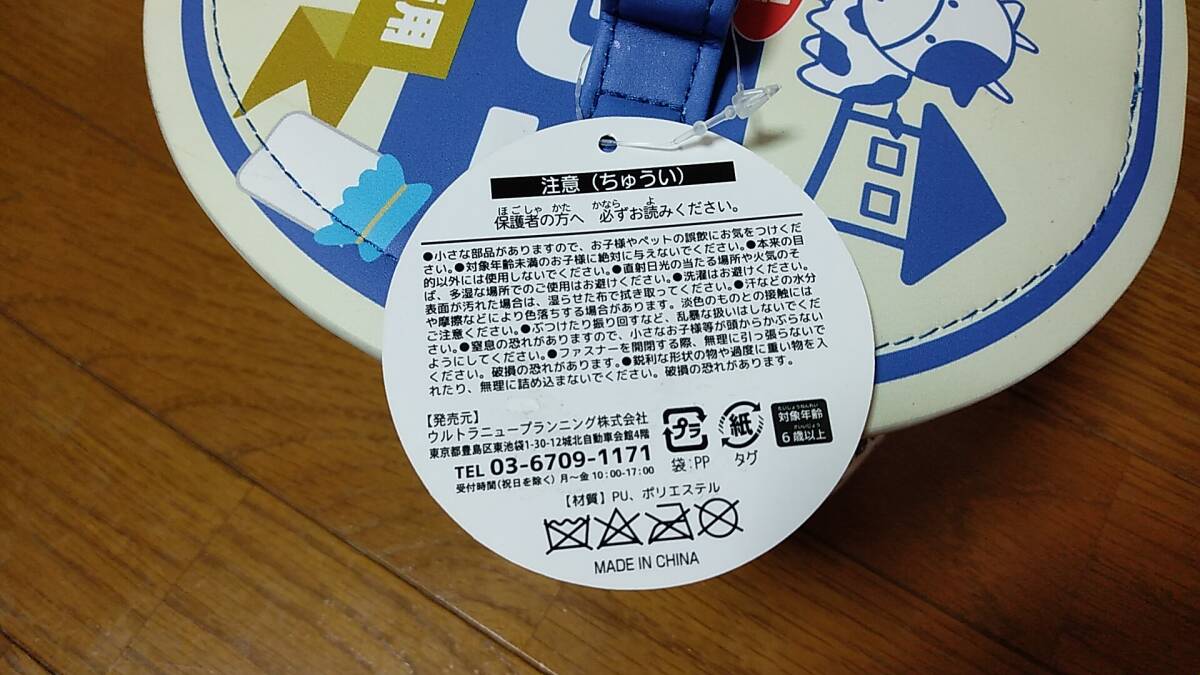 用
注意（ちゅうい）
ほごしゃ かた かなら よ
保護者の方へ 必ずお読みください。
●小さな部品がありますので、お子様やペットの誤飲にお気をつけくだ
さい。●対象年齢未満のお子様に絶対に与えないでください。●本来の目
的以外には使用しないでください。●直射日光の当たる場所や火気のそ
ば、多湿な場所でのご使用はお避けください。●洗濯はお避けください。
表面が汚れた場合は、湿らせた布で拭き取ってください。●汗などの水分
や摩擦などにより色落ちする場合があります。淡色のものとの接触には
ご注意ください。●ぶつけたり振り回すなど、乱暴な扱いはしないでくだ
さい。●窒息の恐れがありますので、小さなお子様等が頭からかぶらない
ようにしてください。●ファスナーを開閉する際、無理に引っ張らないで
ください。破損の恐れがあります。●鋭利な形状の物や過度に重い物を入
れたり、無理に詰め込まないでください。破損の恐れがあります。
【発売元】
ウルトラニュープランニング株式会社
東京都豊島区東池袋1-30-12城北自動車会館4階
TEL 03-6709-1171
受付時間（祝日を除く）月～金10:00-17:00
プラ
袋:PP
紙
タグ
たいしょうねんれい
対象年齢
さいいじょう
6歳以上
【材質】PU、ポリエステル
MADE IN CHINA